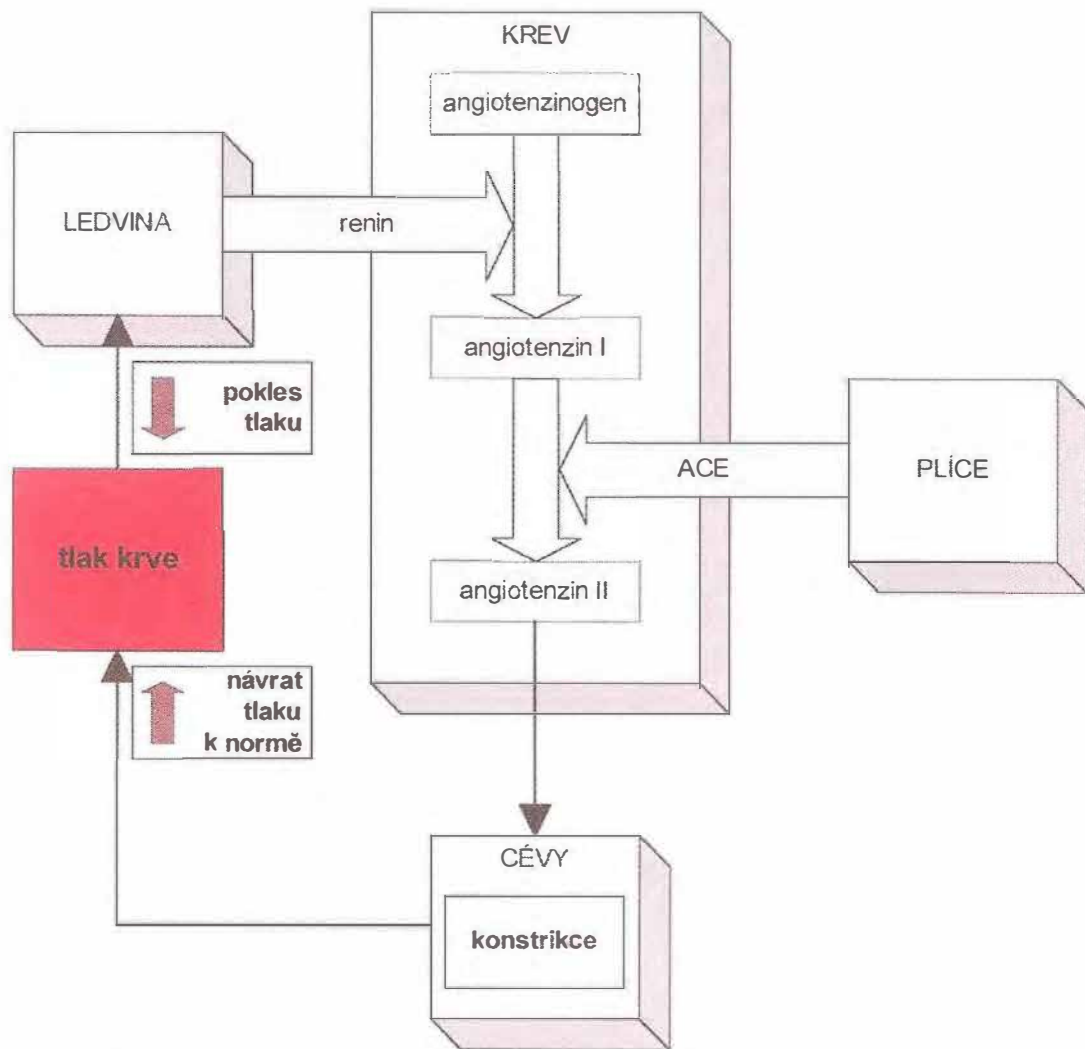 KREV
angiotenzinogen
LEDVINA
renin
angiotenzin I
pokles
tlaku
ACE
PLÍCE
tlak krve
angiotenzin II
návrat
tlaku
k normě
CÉVY
konstrikce